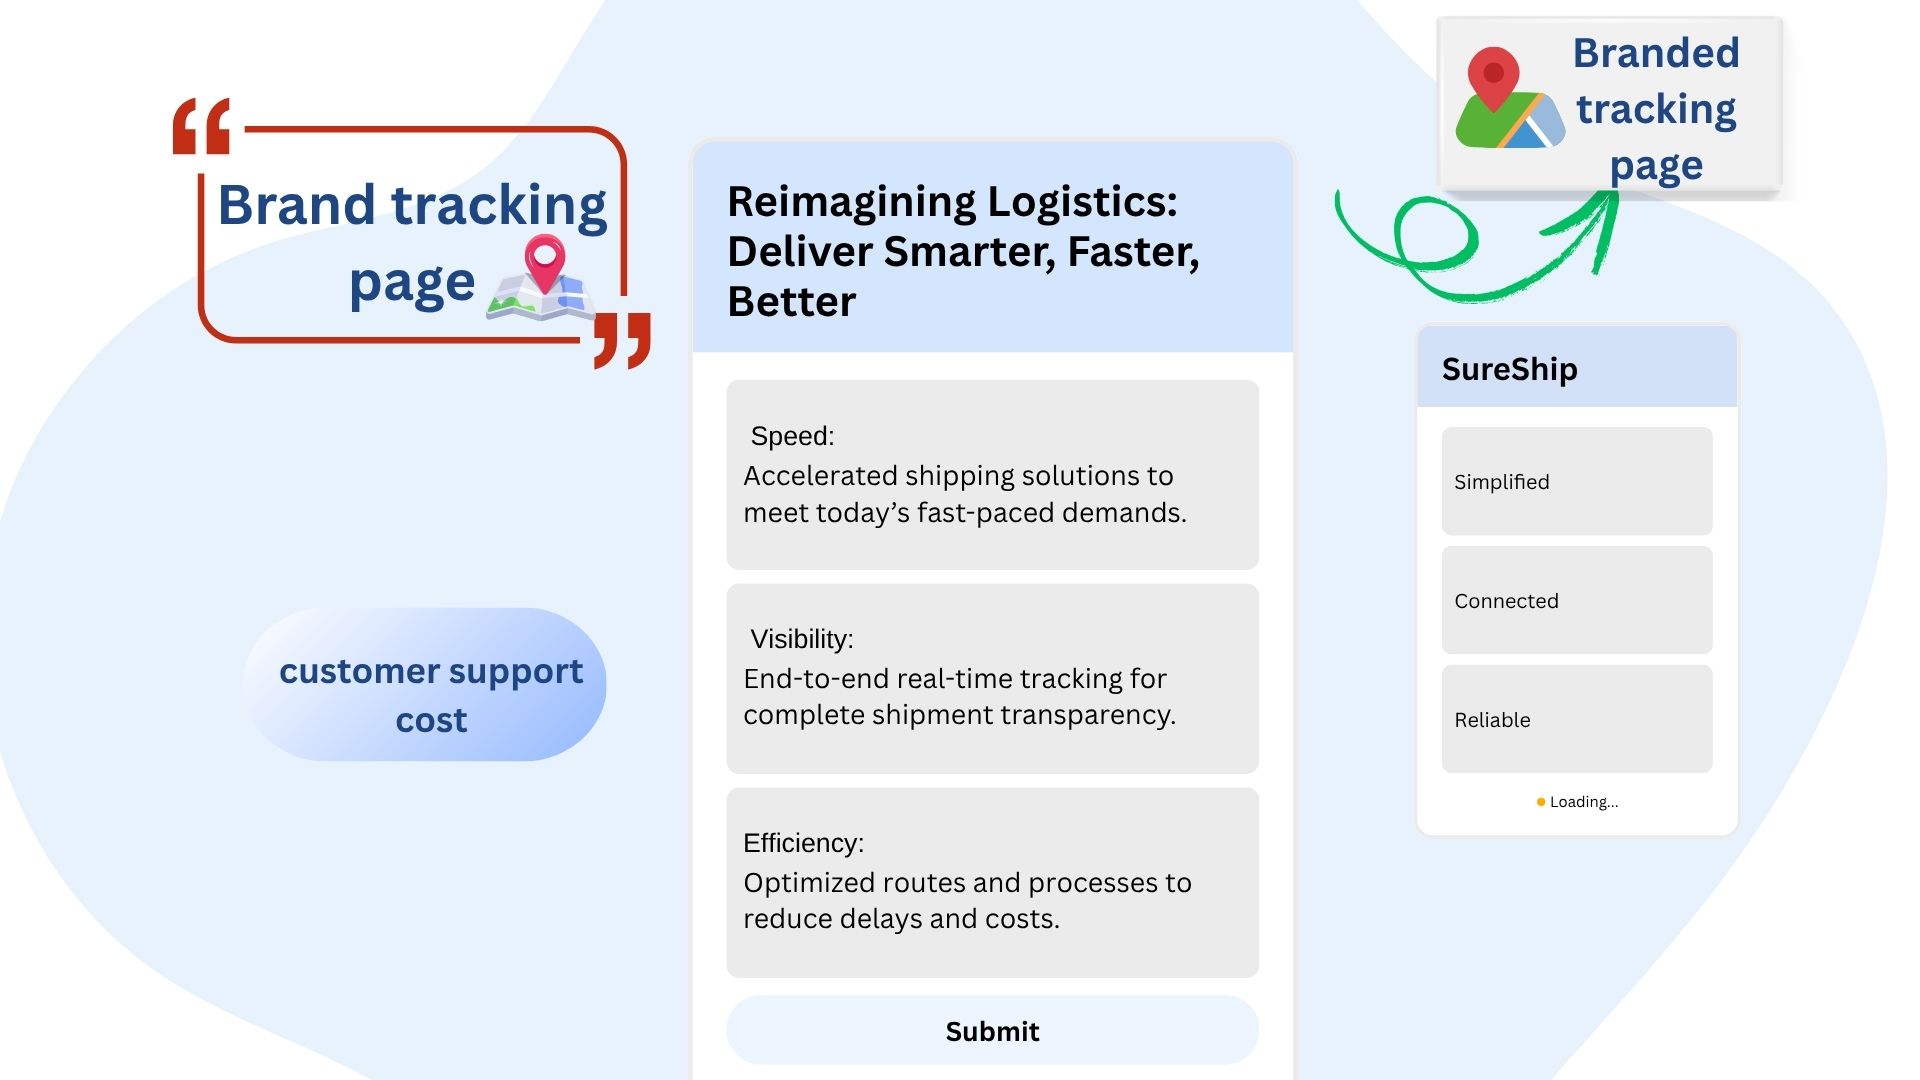 Brand tracking
page
customer support
cost
Reimagining Logistics:
Deliver Smarter, Faster,
Better
Speed:
Accelerated shipping solutions to
meet today’s fast-paced demands.
Visibility:
End-to-end real-time tracking for
complete shipment transparency.
Efficiency:
Optimized routes and processes to
reduce delays and costs.
Submit
Branded
tracking
page
SureShip
Simplified
Connected
Reliable
Loading...